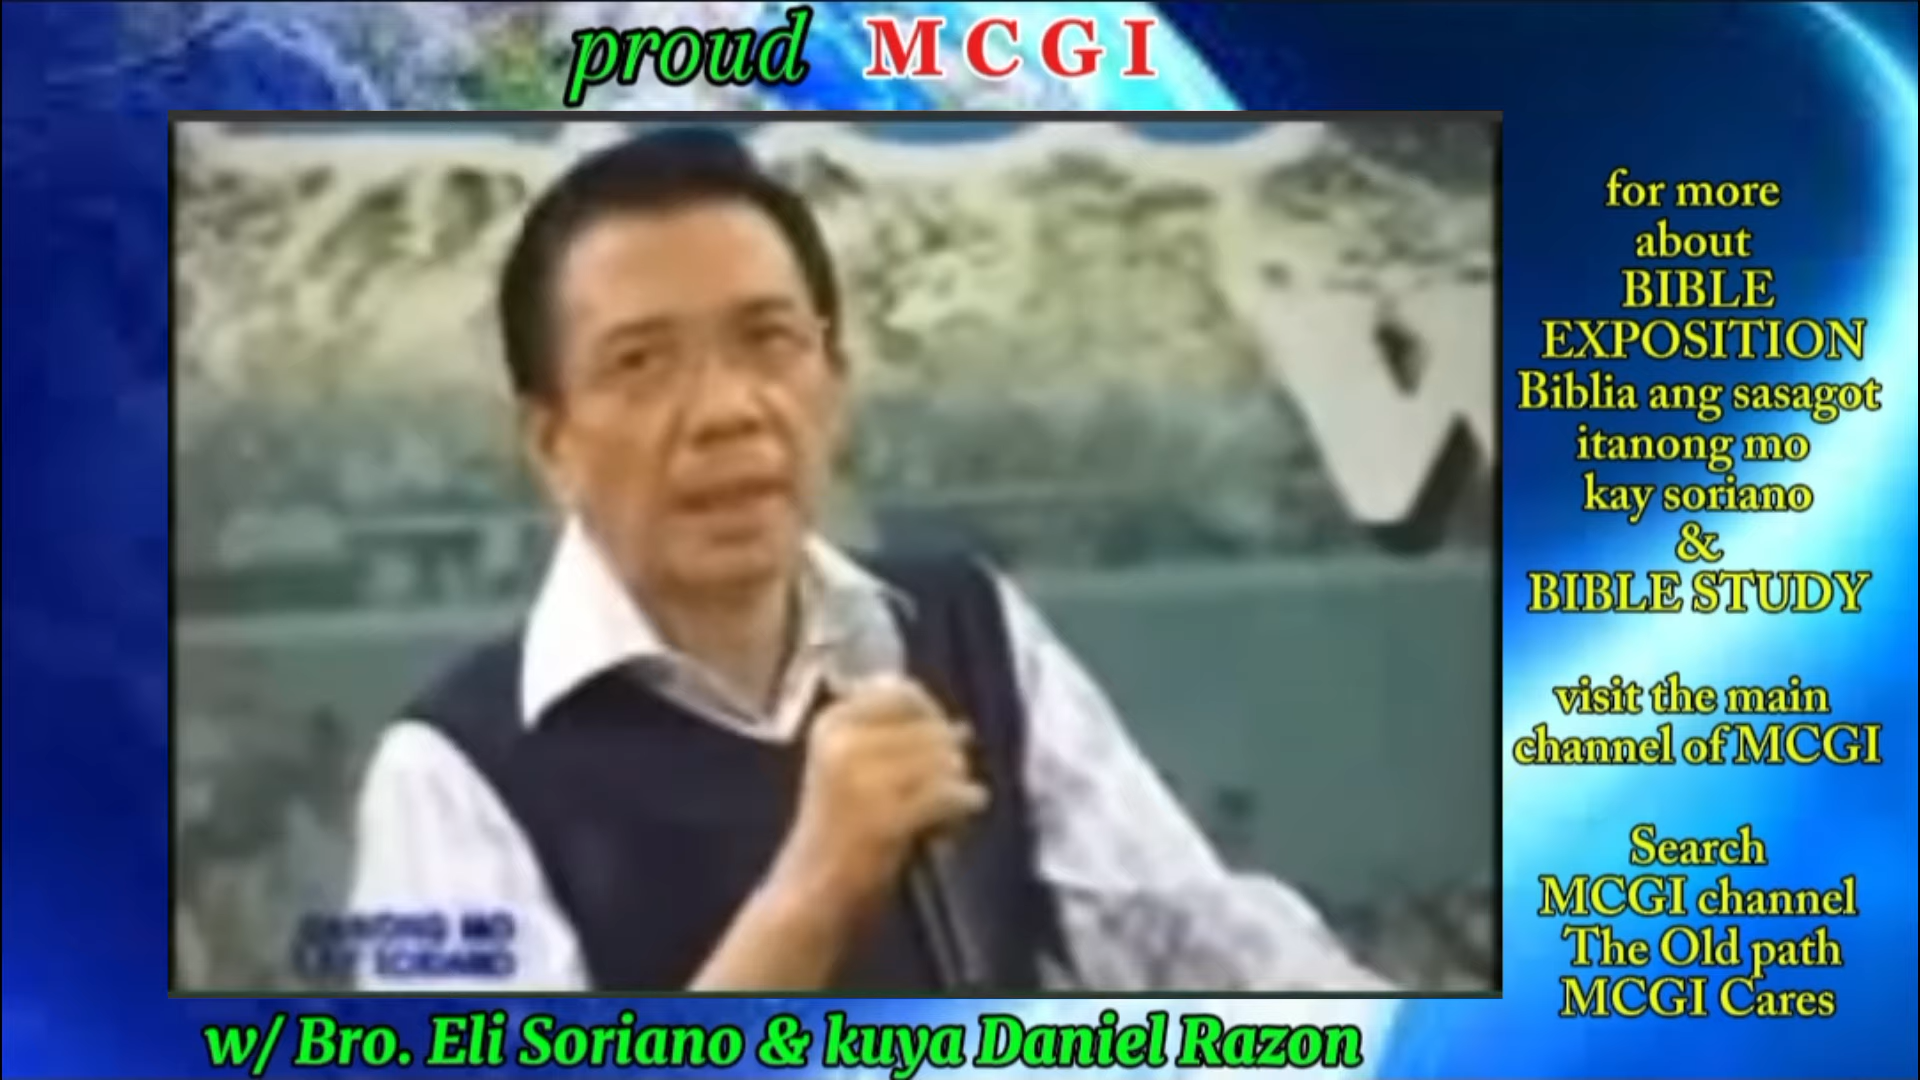 proud MCGI
for more
about
BIBLE
EXPOSITION
Biblia ang sasagot
itanong mo
kay soriano
&
BIBLE STUDY
visit the main
channel of MCGI
Search
MCGI channel
The Old path
MCGI Cares
MO
w/ Bro. Eli Soriano & kuya Daniel Razon